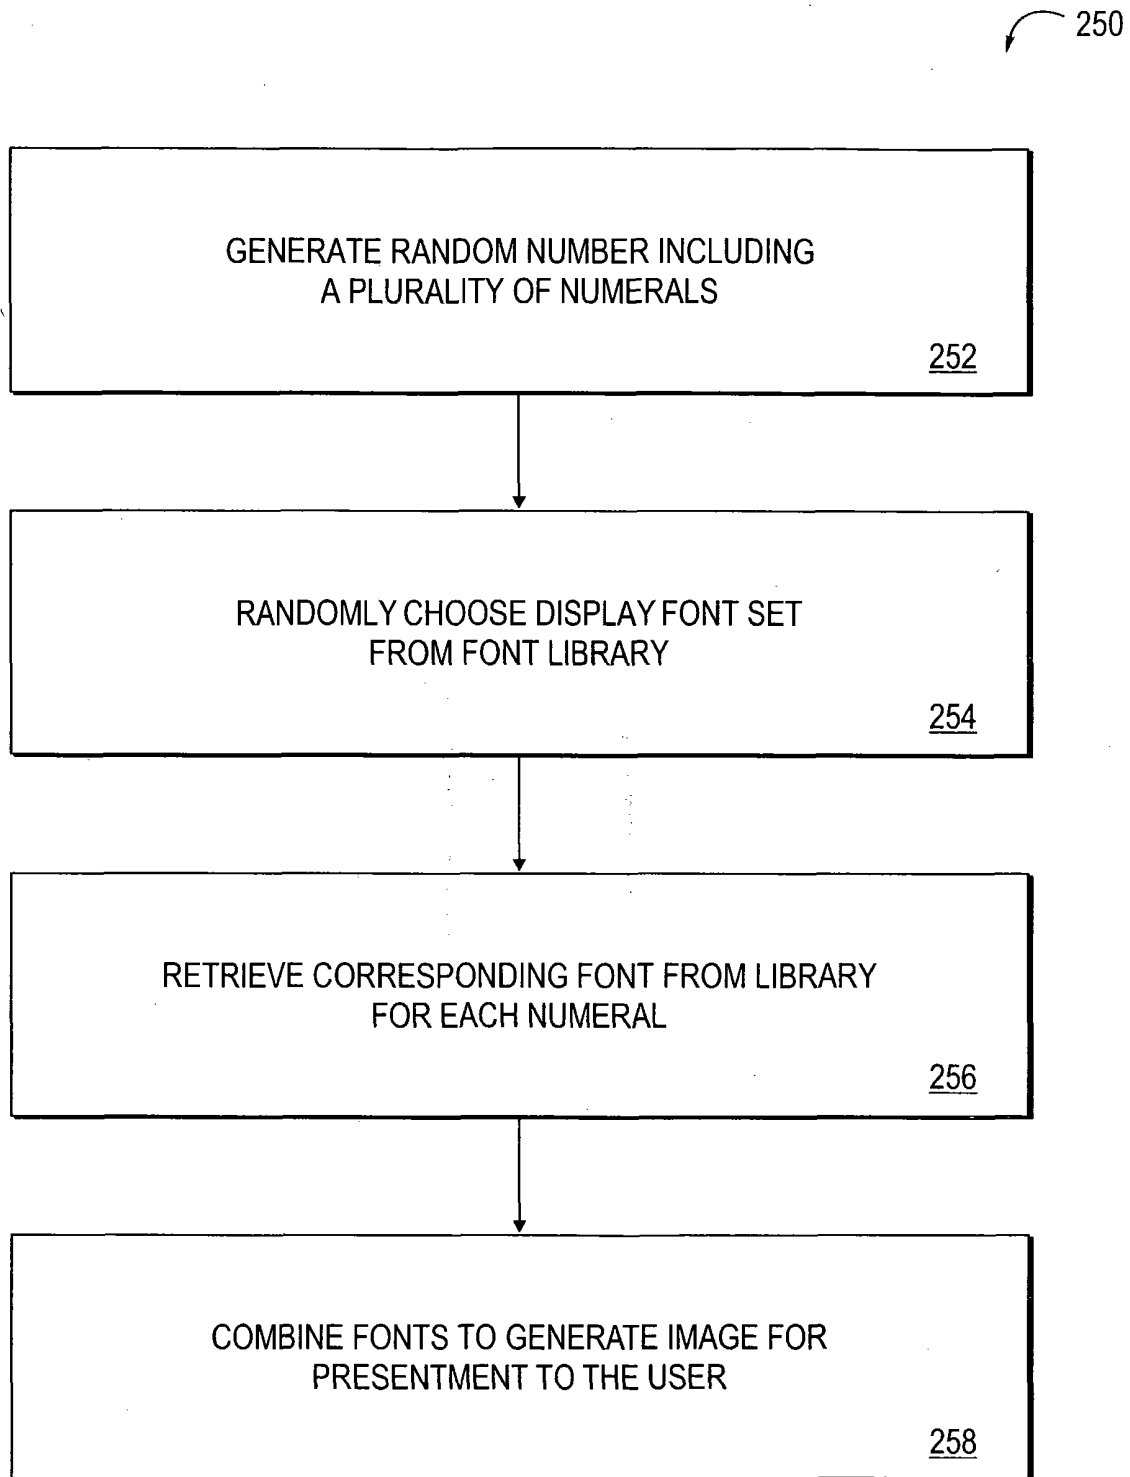 250
GENERATE RANDOM NUMBER INCLUDING
A PLURALITY OF NUMERALS
252
RANDOMLY CHOOSE DISPLAY FONT SET
FROM FONT LIBRARY
254
RETRIEVE CORRESPONDING FONT FROM LIBRARY
FOR EACH NUMERAL
256
COMBINE FONTS TO GENERATE IMAGE FOR
PRESENTMENT TO THE USER
258